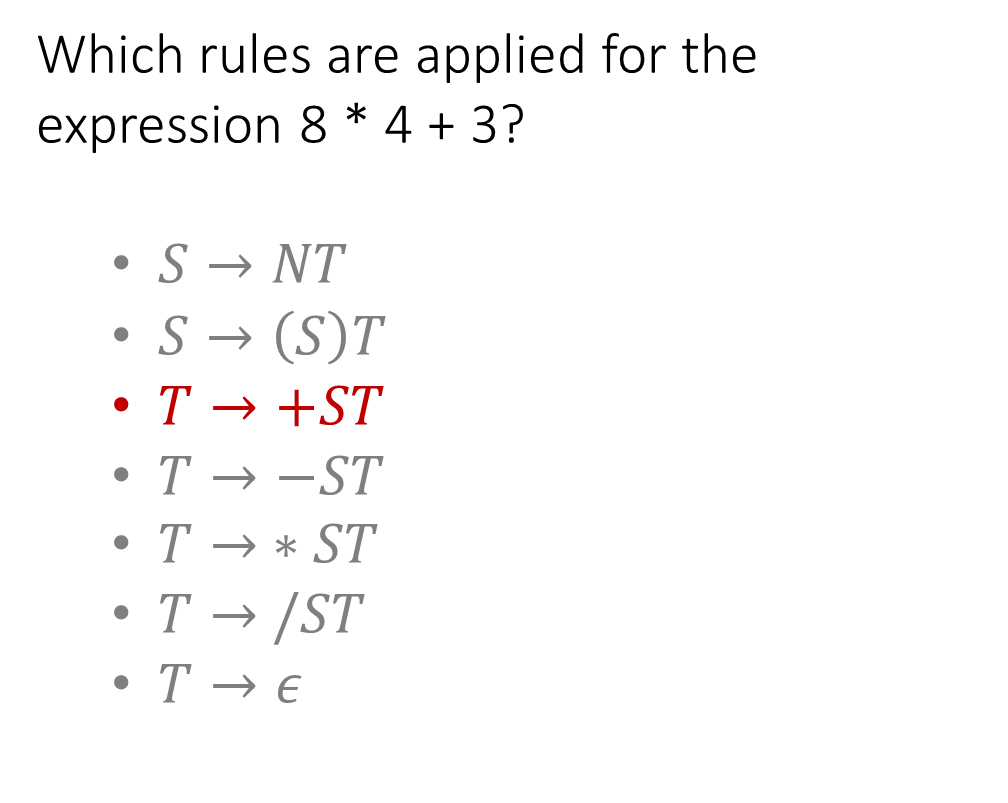 Which rules are applied for the
expression 8 * 4 + 3?
• S → NT
• S → (S)T
• T → +ST
• T → −ST
• T → ∗ ST
• T → /ST
• T → ϵ